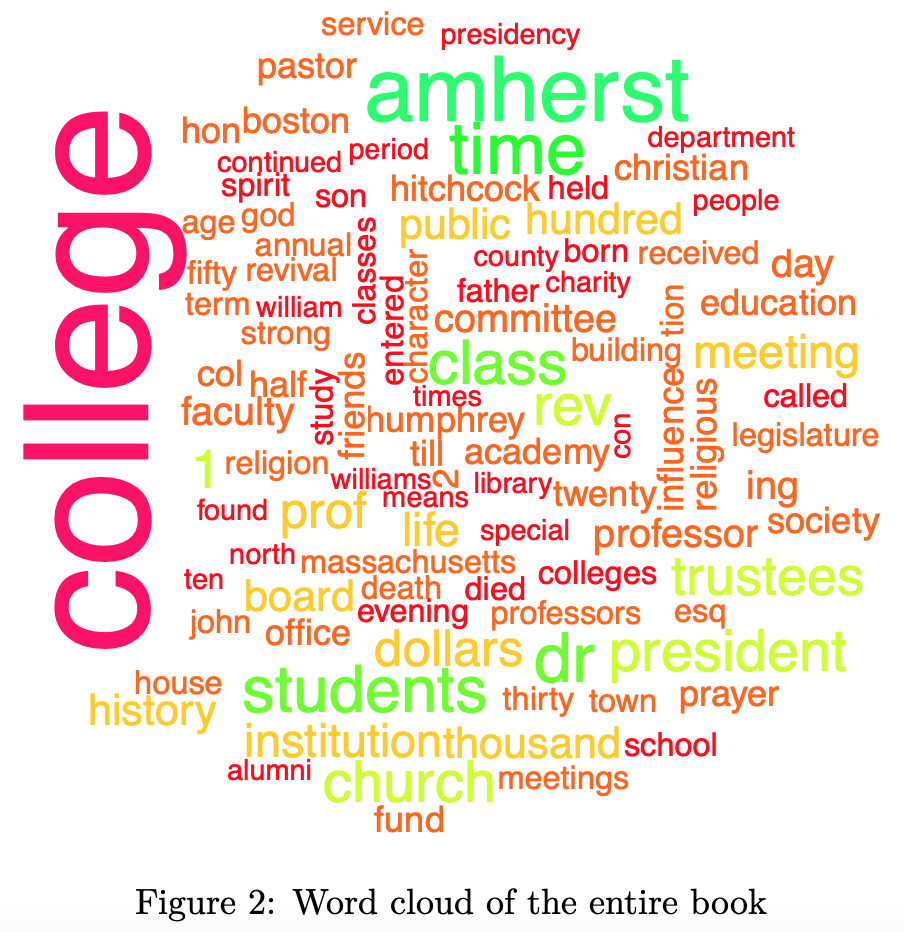 service presidency
pastor amherst
college
hon boston time department
continued period christian
spirit son hitchcock held people
age god public hundred
annual classes county born received day
fifty revival entered character father charity tion education
term william committee
strong class building meeting
col half study friends times rev influence religious called
faculty humphrey con legislature
1 religion till academy
williams 2 means library twenty ing
found prof life special professor society
north massachusetts
ten board death died colleges trustees
john office evening professors esq
dollars dr president
house students thirty town prayer
history
institution thousand school
alumni church meetings
fund
Figure 2: Word cloud of the entire book